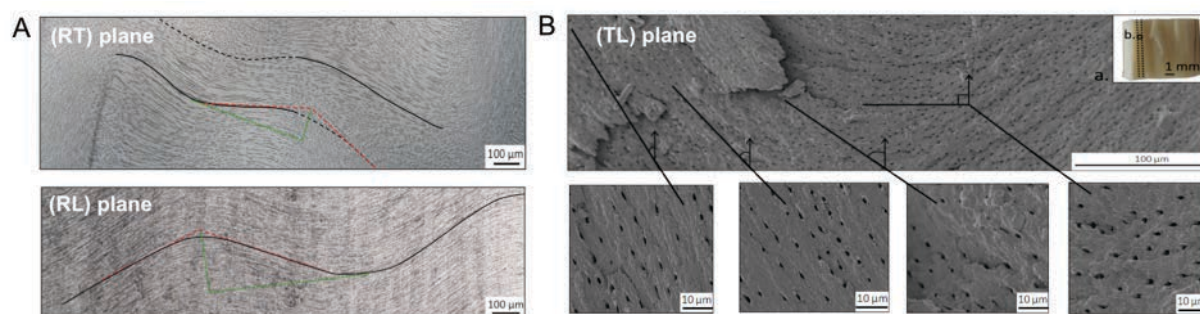 A
(RT) plane
100 µm
(RL) plane
100 µm
B
(TL) plane
b.
a.
1 mm
100 µm
10 µm
10 µm
10 µm
10 µm